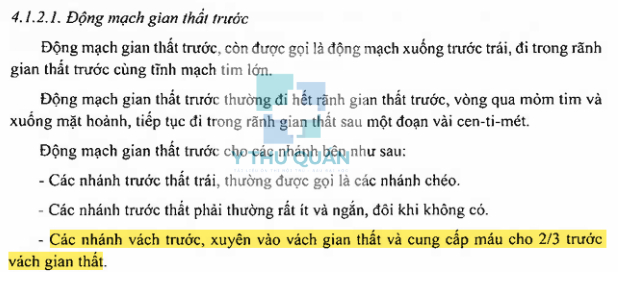 4.1.2.1. Động mạch gian thất trước
Động mạch gian thất trước, còn được gọi là động mạch xuống trước trái, đi trong rãnh
gian thất trước cùng tĩnh mạch tim lớn.
Động mạch gian thất trước thường đi hết rãnh gian thất trước, vòng qua mỏm tim và
xuống mặt hoành, tiếp tục đi trong rãnh gian thất sau một đoạn vài cen-ti-mét.
Động mạch gian thất trước cho các nhánh bên như sau:
Y THƯ QUÁN
- Các nhánh trước thất trái, thường được gọi là các nhánh chéo.
- Các nhánh trước thất phải thường rất ít và ngắn, đôi khi không có.
- Các nhánh vách trước, xuyên vào vách gian thất và cung cấp máu cho 2/3 trước
vách gian thất.